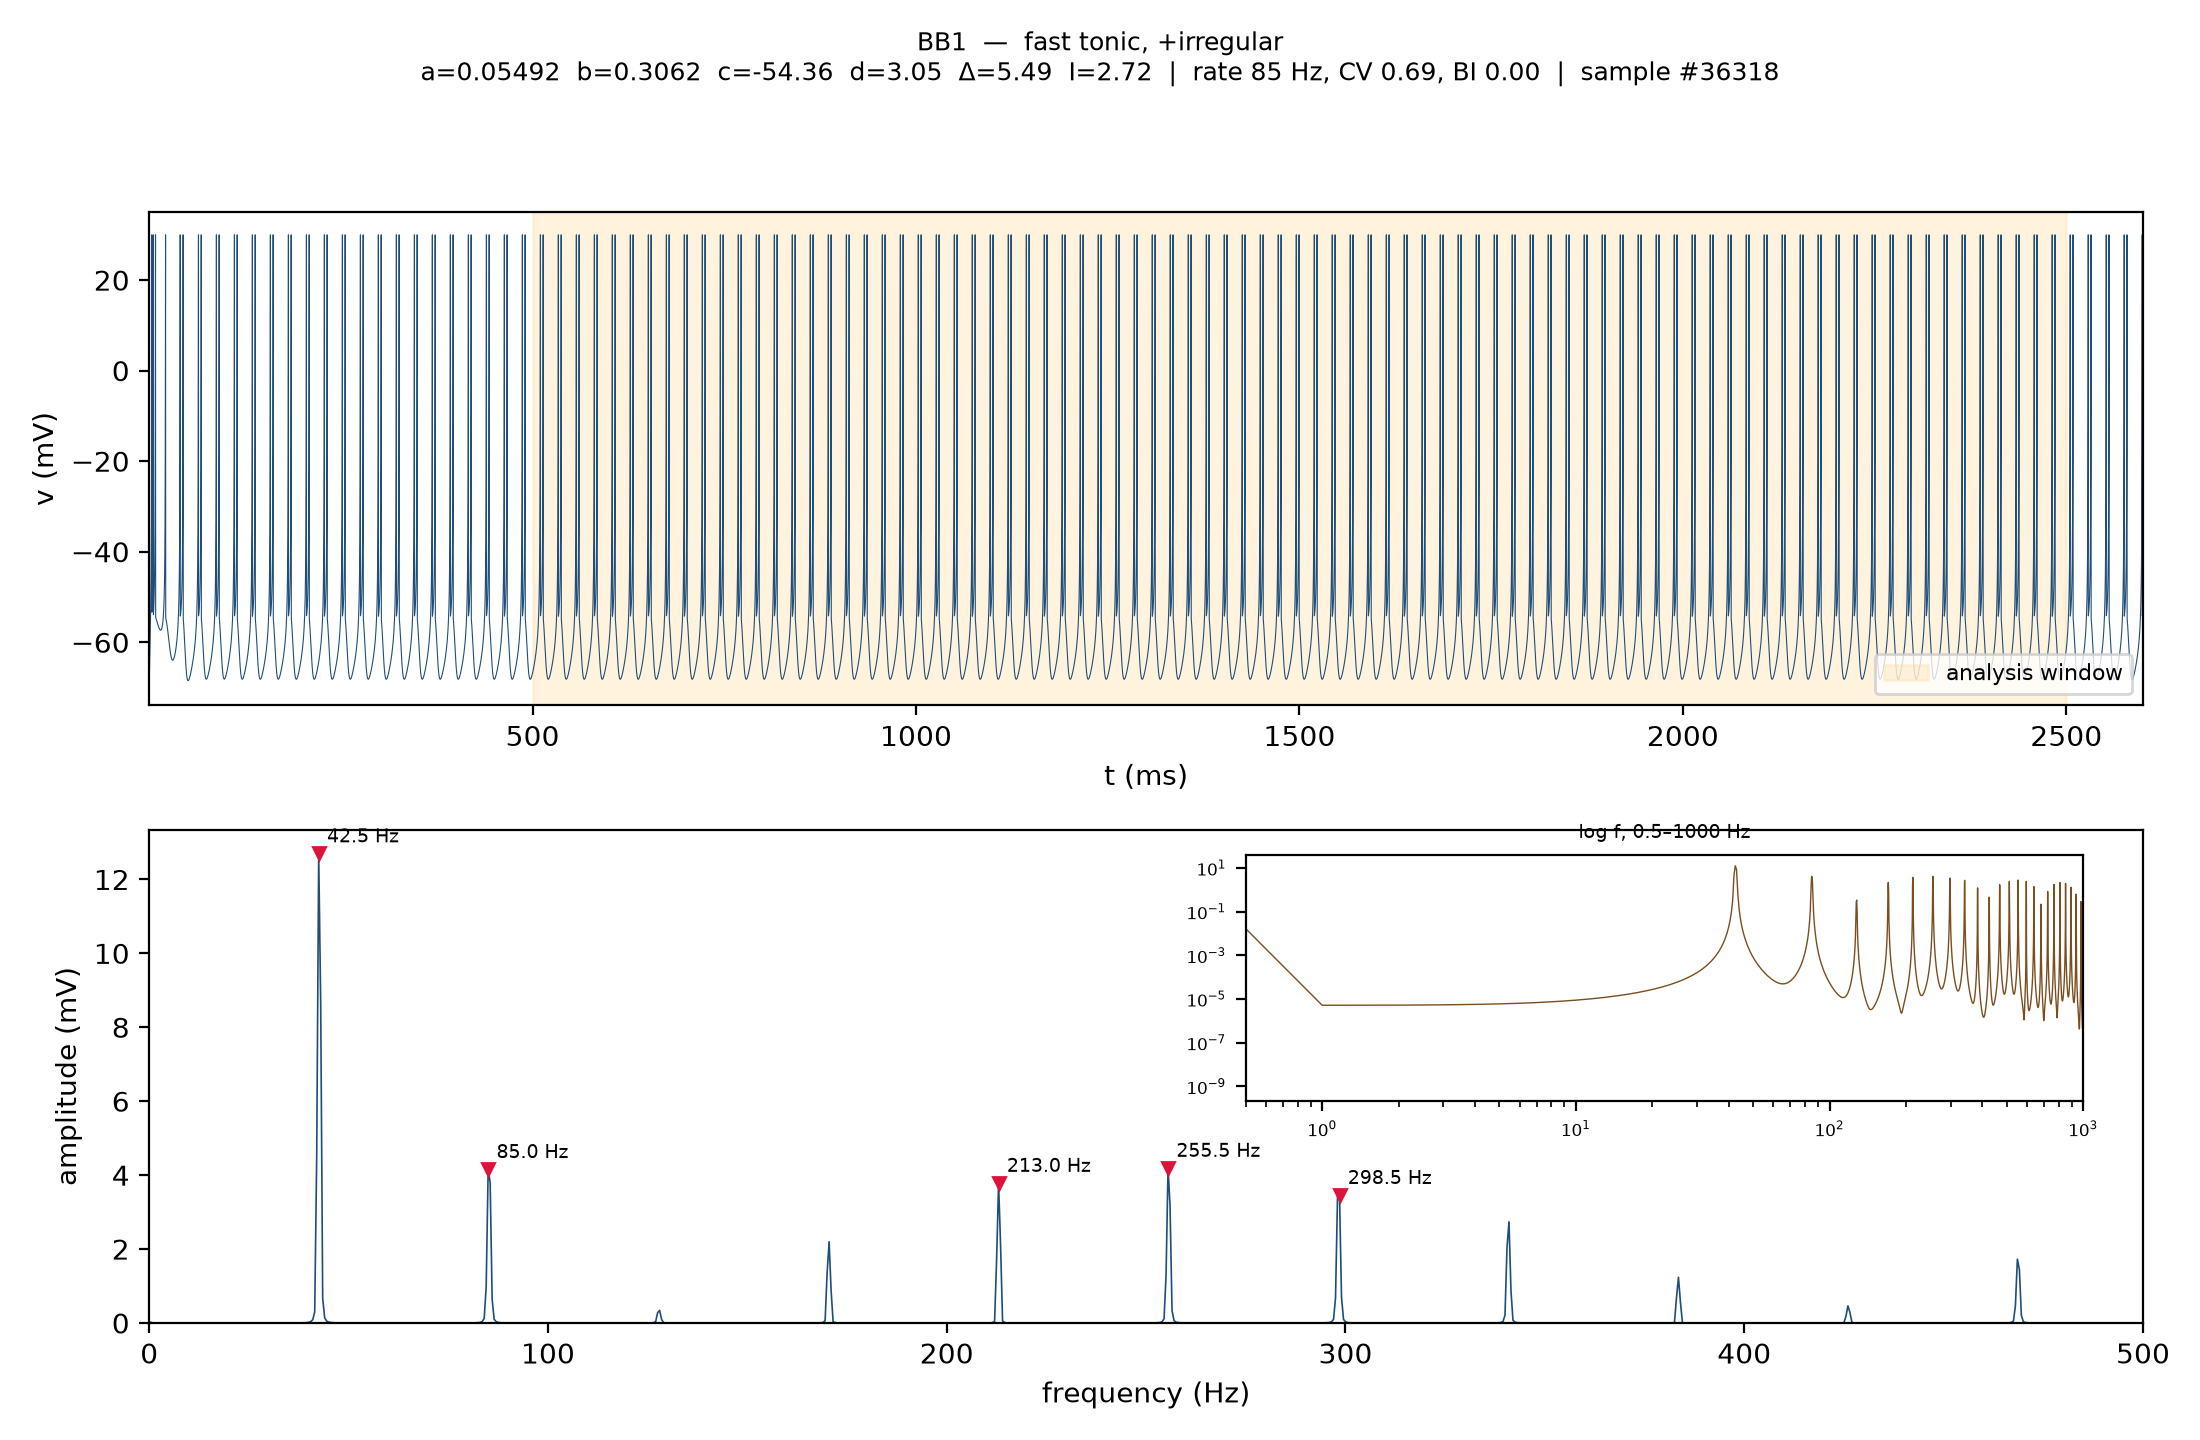 BB1 — fast tonic, +irregular
a=0.05492 b=0.3062 c=-54.36 d=3.05 Δ=5.49 I=2.72 | rate 85 Hz, CV 0.69, BI 0.00 | sample #36318
20
0
−20
−40
−60
v (mV)
analysis window
500
1000
1500
2000
2500
t (ms)
42.5 Hz
85.0 Hz
213.0 Hz
255.5 Hz
298.5 Hz
log f, 0.5–1000 Hz
10¹
10⁻¹
10⁻³
10⁻⁵
10⁻⁷
10⁻⁹
10⁰
10¹
10²
10³
12
10
8
6
4
2
0
amplitude (mV)
0
100
200
300
400
500
frequency (Hz)